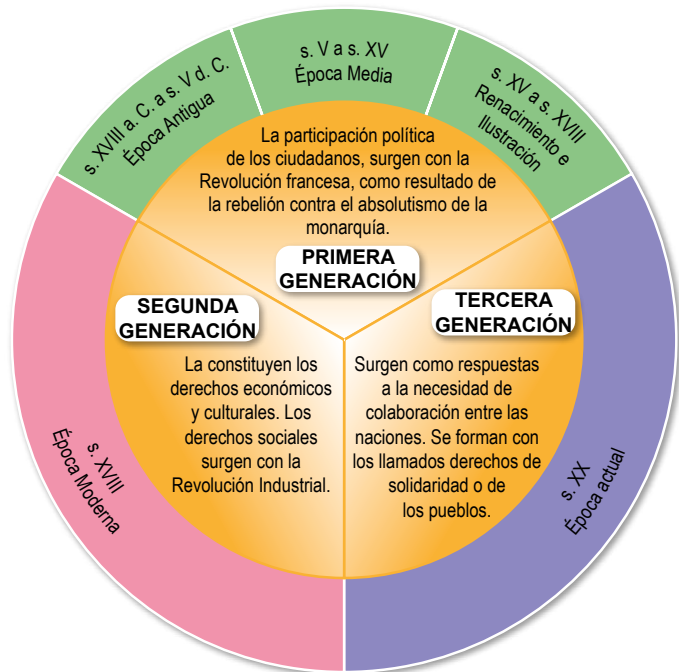 s. XVIII a. C. a s. V d. C.
Época Antigua
s. V a s. XV
Época Media
s. XV a s. XVIII
Renacimiento e
Ilustración
La participación política
de los ciudadanos, surgen con la
Revolución francesa, como resultado de
la rebelión contra el absolutismo de la
monarquía.
PRIMERA
GENERACIÓN
SEGUNDA
GENERACIÓN
La constituyen los
derechos económicos
y culturales. Los
derechos sociales
surgen con la
Revolución Industrial.
TERCERA
GENERACIÓN
Surgen como respuestas
a la necesidad de
colaboración entre las
naciones. Se forman con
los llamados derechos de
solidaridad o de
los pueblos.
s. XVIII
Época Moderna
s. XX
Época actual